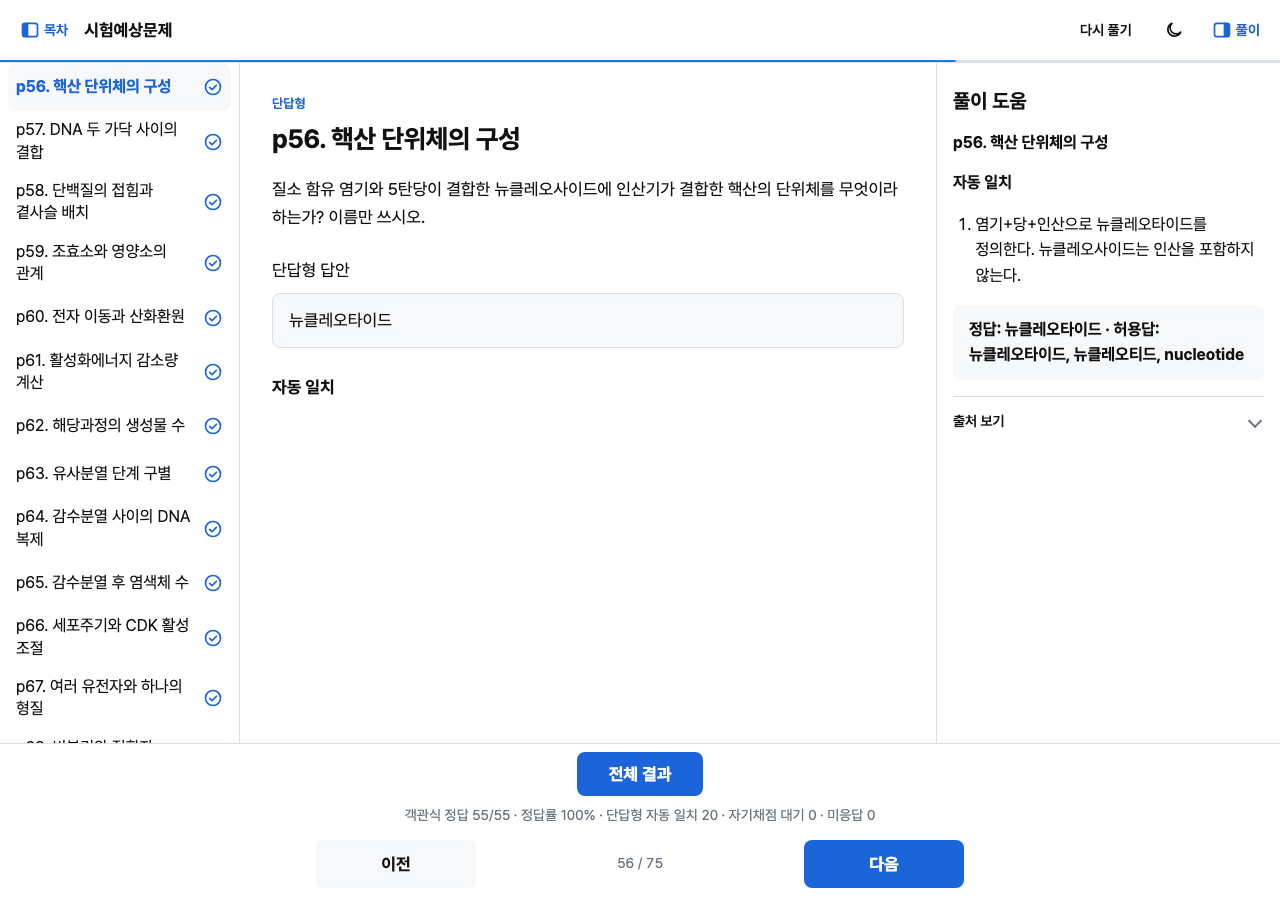 목차
시험예상문제
다시 풀기
풀이
p56. 핵산 단위체의 구성
p57. DNA 두 가닥 사이의
결합
p58. 단백질의 접힘과
곁사슬 배치
p59. 조효소와 영양소의
관계
p60. 전자 이동과 산화환원
p61. 활성화에너지 감소량
계산
p62. 해당과정의 생성물 수
p63. 유사분열 단계 구별
p64. 감수분열 사이의 DNA
복제
p65. 감수분열 후 염색체 수
p66. 세포주기와 CDK 활성
조절
p67. 여러 유전자와 하나의
형질
단답형
p56. 핵산 단위체의 구성
질소 함유 염기와 5탄당이 결합한 뉴클레오사이드에 인산기가 결합한 핵산의 단위체를 무엇이라
하는가? 이름만 쓰시오.
단답형 답안
뉴클레오타이드
자동 일치
풀이 도움
p56. 핵산 단위체의 구성
자동 일치
1. 염기+당+인산으로 뉴클레오타이드를
정의한다. 뉴클레오사이드는 인산을 포함하지
않는다.
정답: 뉴클레오타이드 · 허용답:
뉴클레오타이드, 뉴클레오티드, nucleotide
출처 보기
전체 결과
객관식 정답 55/55 · 정답률 100% · 단답형 자동 일치 20 · 자기채점 대기 0 · 미응답 0
이전
56 / 75
다음